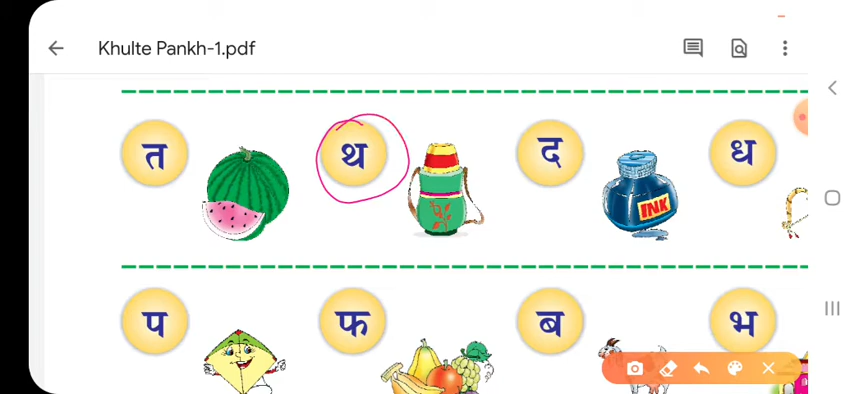 Khulte Pankh-1.pdf
त थ द ध
INK
प फ ब भ